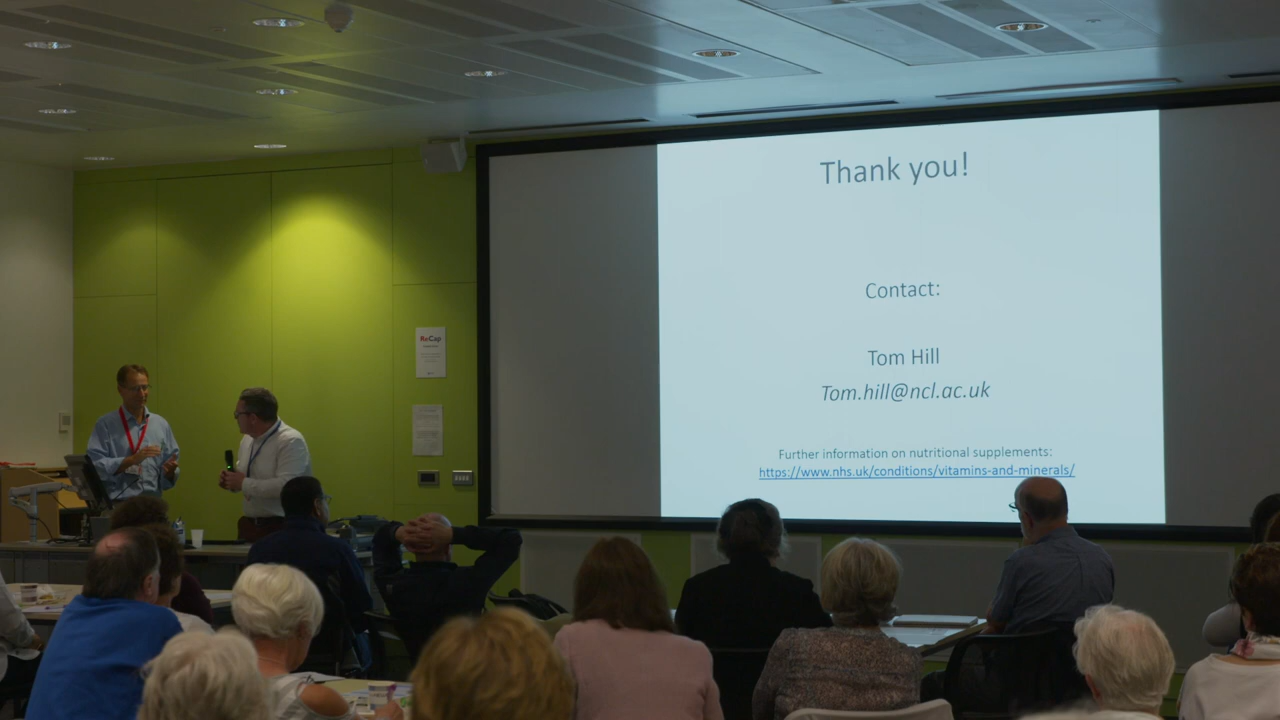 Thank you!
Contact:
Tom Hill
Tom.hill@ncl.ac.uk
Further information on nutritional supplements:
https://www.nhs.uk/conditions/vitamins-and-minerals/
ReCap